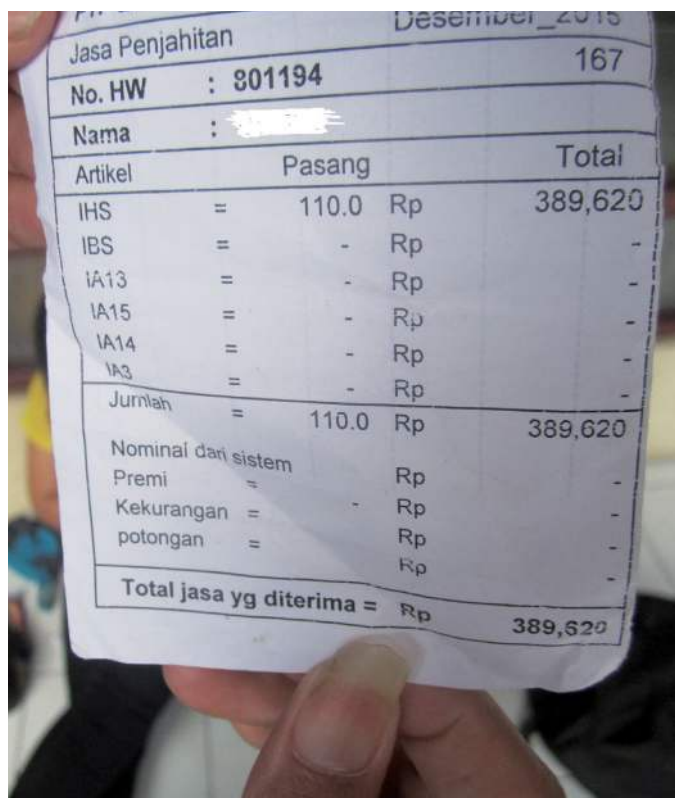 Desember_2015
Jasa Penjahitan 167
No. HW : 801194
Nama :
Artikel Pasang Total
IHS = 110.0 Rp 389,620
IBS = - Rp -
IA13 = - Rp -
IA15 = - Rp -
IA14 = - Rp -
IA3 = - Rp -
Jumlah = 110.0 Rp 389,620
Nominal dari sistem
Premi = Rp -
Kekurangan = - Rp -
potongan = Rp -
Rp -
Total jasa yg diterima = Rp 389,620